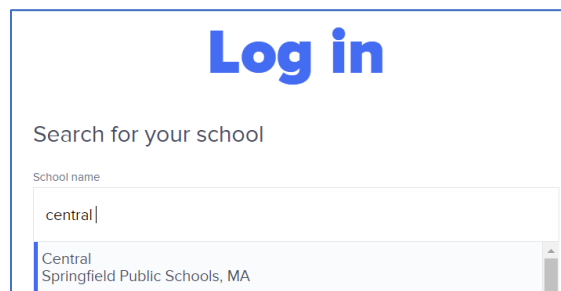 Log in
Search for your school
School name
central
Central
Springfield Public Schools, MA